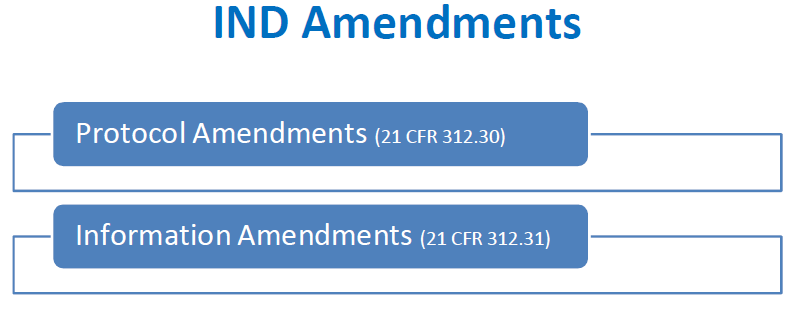 IND Amendments
Protocol Amendments (21 CFR 312.30)
Information Amendments (21 CFR 312.31)